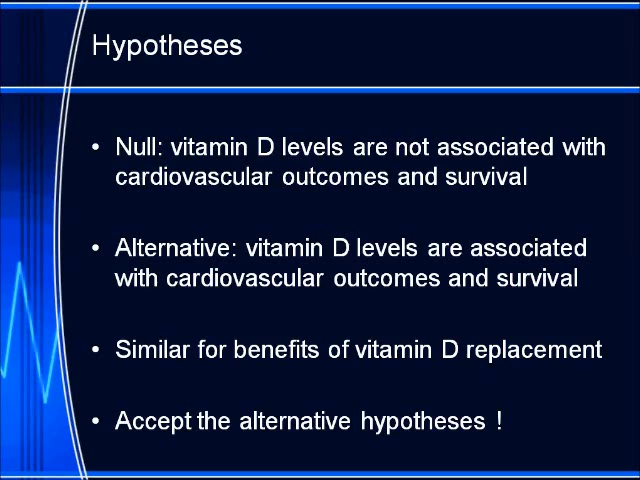 Hypotheses
• Null: vitamin D levels are not associated with
cardiovascular outcomes and survival
• Alternative: vitamin D levels are associated
with cardiovascular outcomes and survival
• Similar for benefits of vitamin D replacement
• Accept the alternative hypotheses !